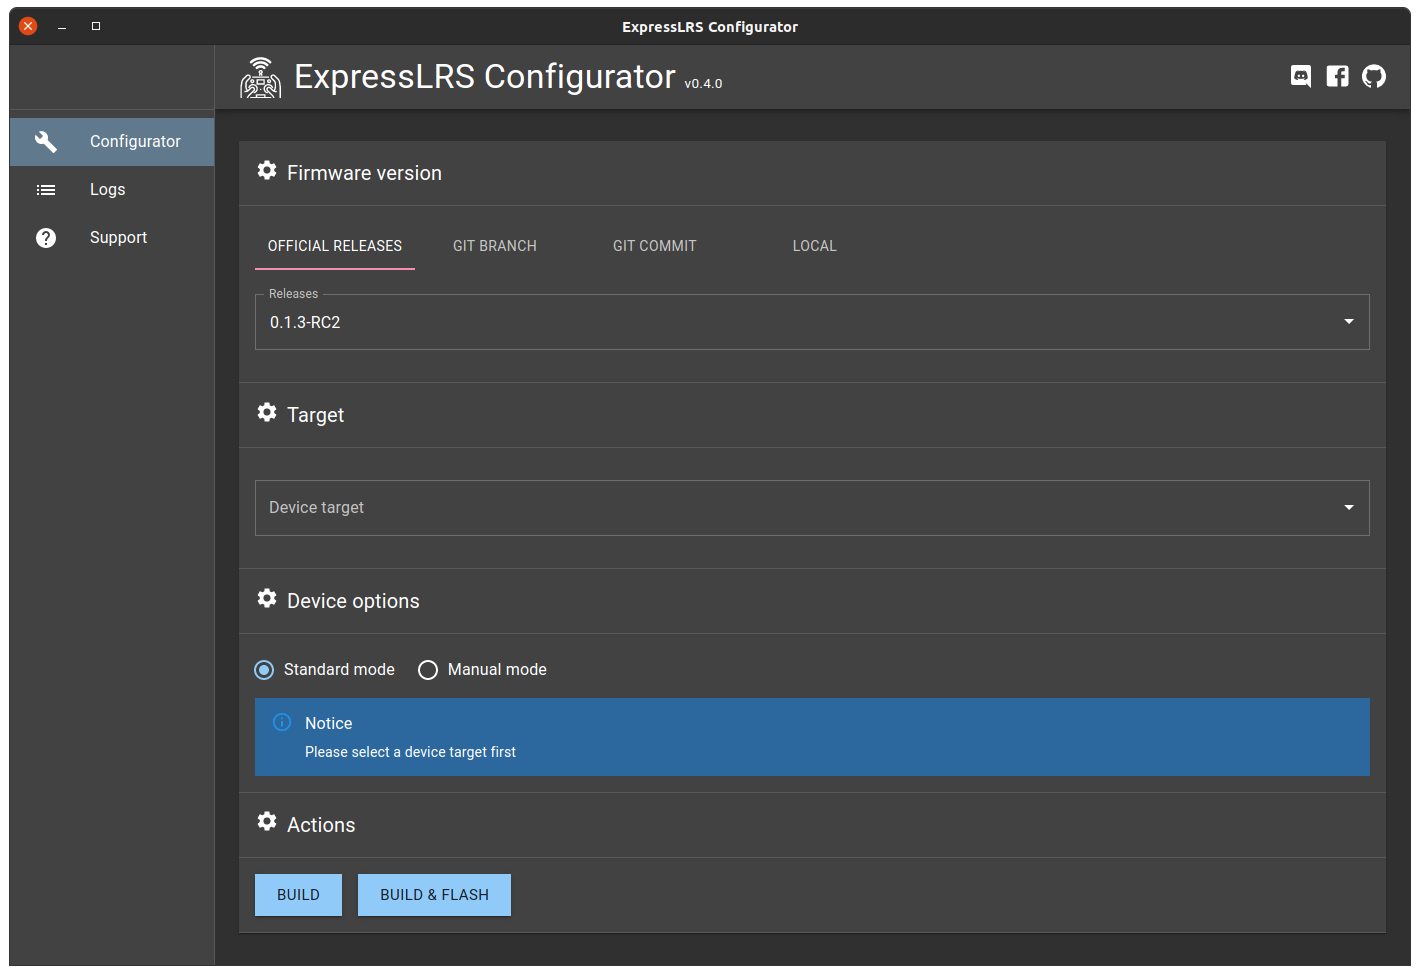 ExpressLRS Configurator
ExpressLRS Configurator v0.4.0
Configurator
Logs
Support
Firmware version
OFFICIAL RELEASES GIT BRANCH GIT COMMIT LOCAL
Releases
0.1.3-RC2
Target
Device target
Device options
Standard mode Manual mode
Notice
Please select a device target first
Actions
BUILD BUILD & FLASH